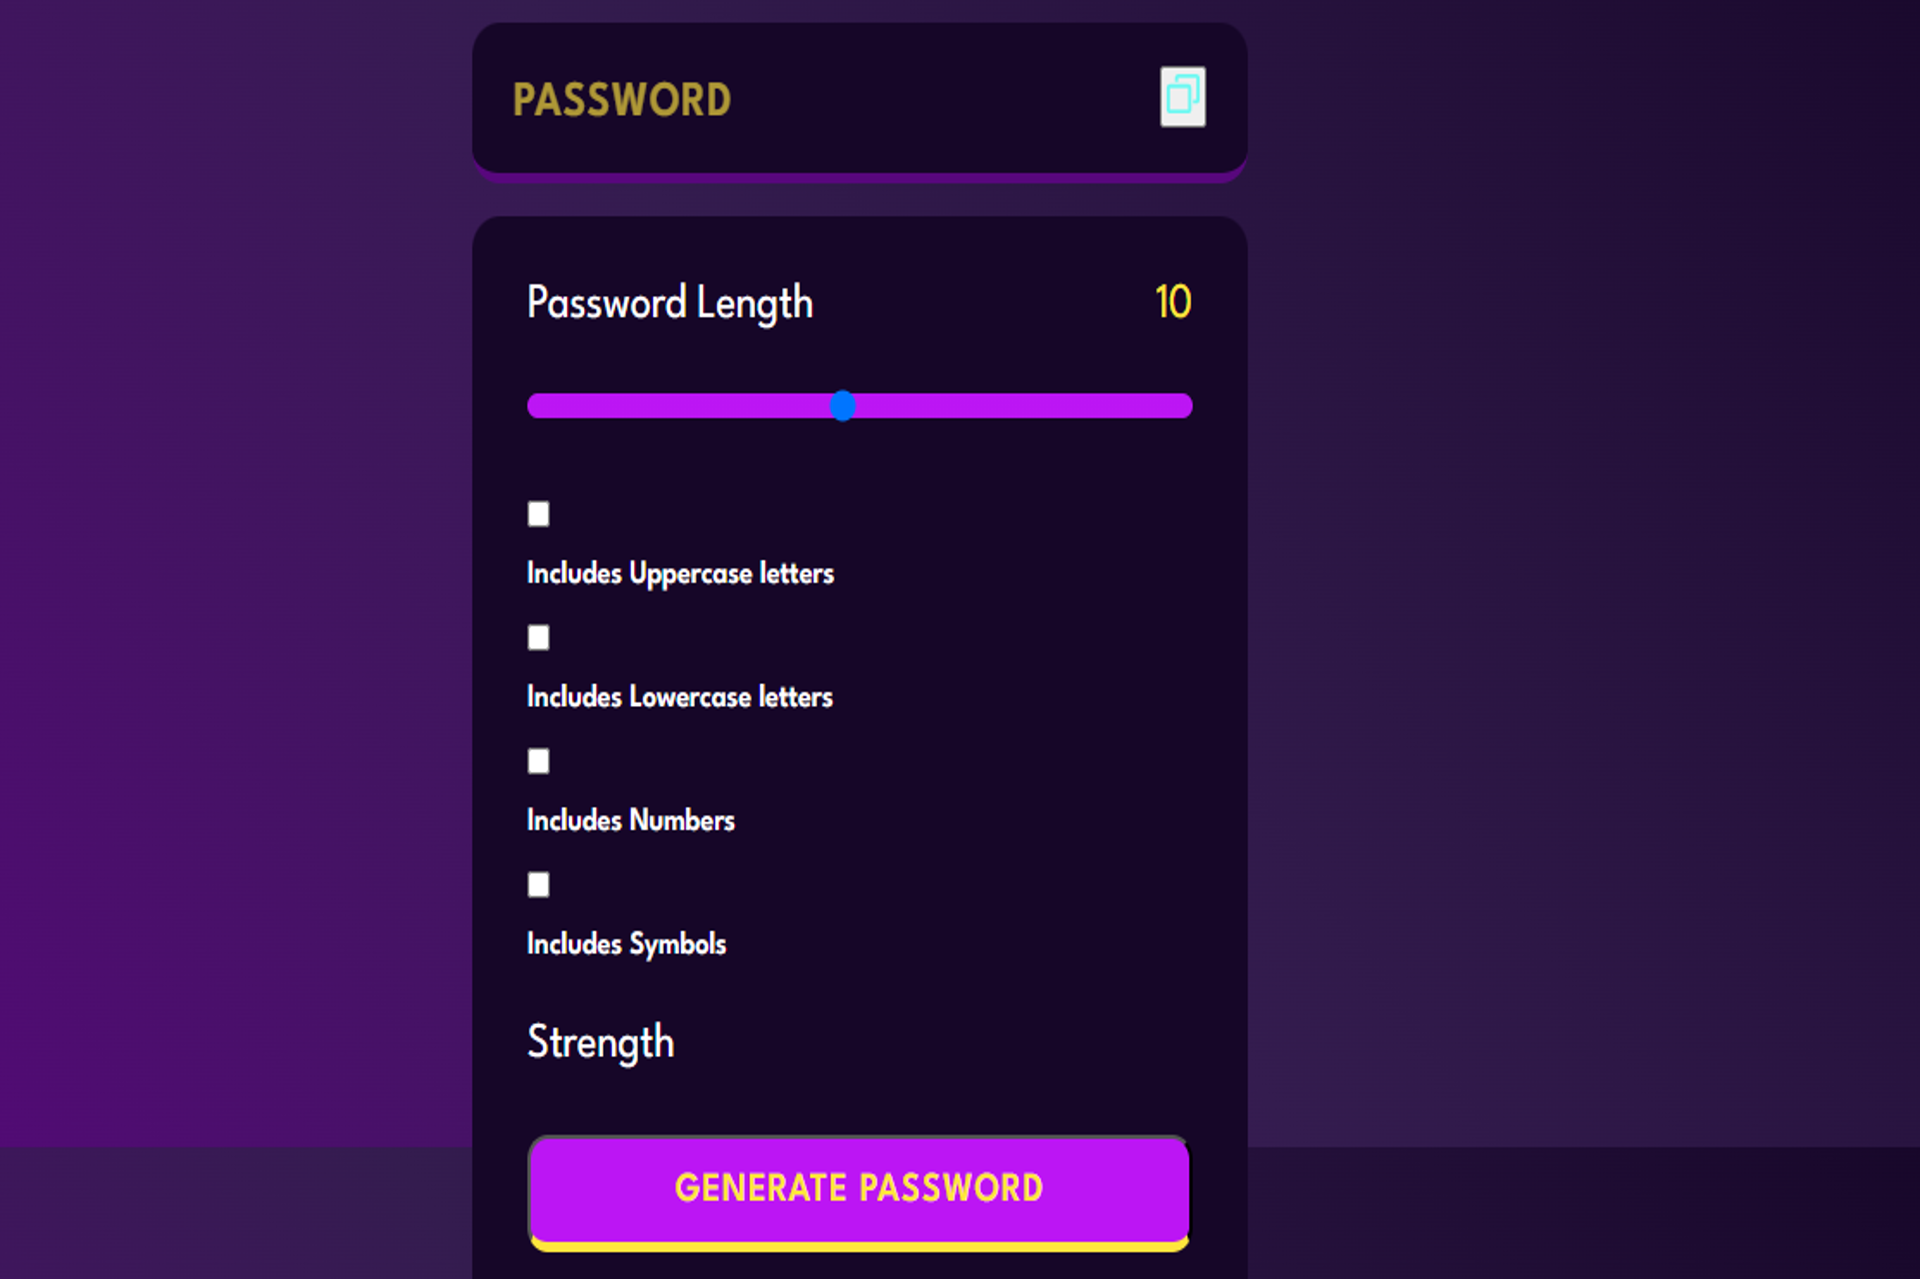 PASSWORD
Password Length 10
Includes Uppercase letters
Includes Lowercase letters
Includes Numbers
Includes Symbols
Strength
GENERATE PASSWORD